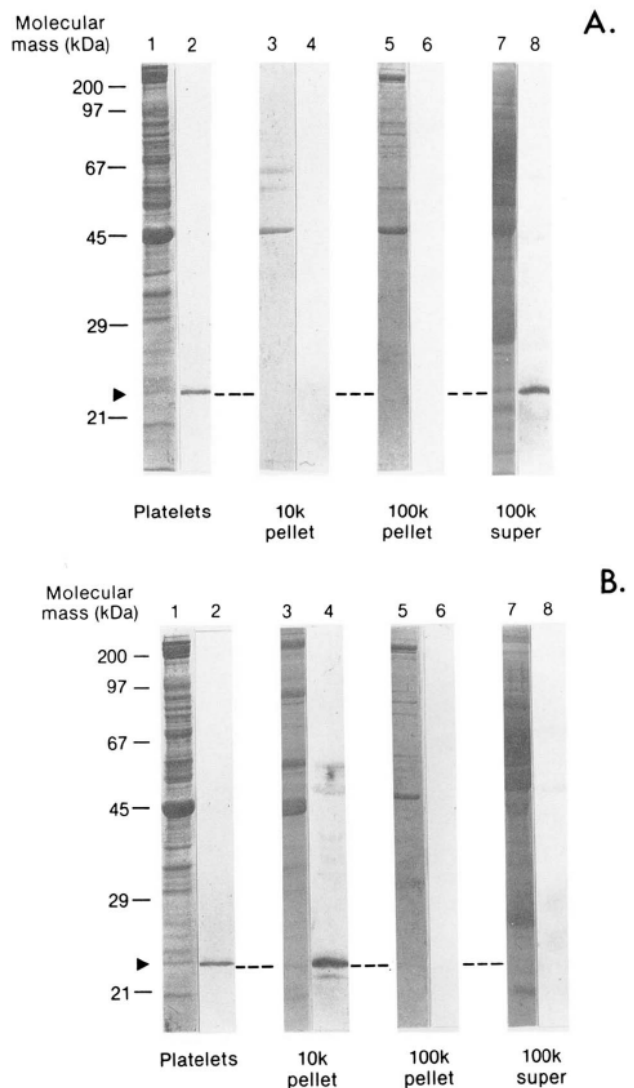 A.
Molecular
mass (kDa)
1 2 3 4 5 6 7 8
200
97
67
45
29
21
Platelets
10k
pellet
100k
pellet
100k
super
B.
Molecular
mass (kDa)
1 2 3 4 5 6 7 8
200
97
67
45
29
21
Platelets
10k
pellet
100k
pellet
100k
super